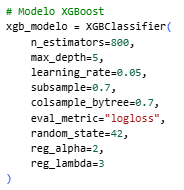 # Modelo XGBoost
xgb_modelo = XGBClassifier(
    n_estimators=800,
    max_depth=5,
    learning_rate=0.05,
    subsample=0.7,
    colsample_bytree=0.7,
    eval_metric="logloss",
    random_state=42,
    reg_alpha=2,
    reg_lambda=3
)